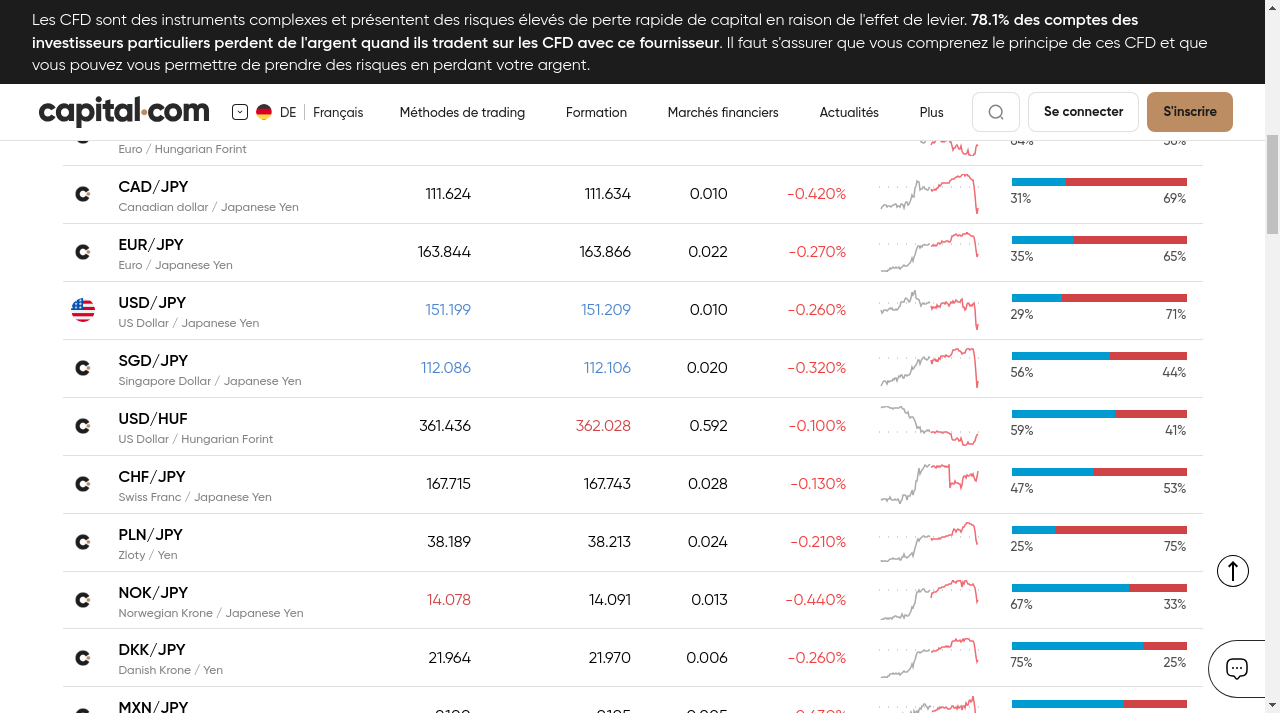 Les CFD sont des instruments complexes et présentent des risques élevés de perte rapide de capital en raison de l'effet de levier. 78.1% des comptes des
investisseurs particuliers perdent de l'argent quand ils tradent sur les CFD avec ce fournisseur. Il faut s'assurer que vous comprenez le principe de ces CFD et que
vous pouvez vous permettre de prendre des risques en perdant votre argent.
capital.com DE Français Méthodes de trading Formation Marchés financiers Actualités Plus Se connecter S'inscrire
Euro / Hungarian Forint
CAD/JPY 111.624 111.634 0.010 -0.420%
Canadian dollar / Japanese Yen 31% 69%
EUR/JPY 163.844 163.866 0.022 -0.270%
Euro / Japanese Yen 35% 65%
USD/JPY 151.199 151.209 0.010 -0.260%
US Dollar / Japanese Yen 29% 71%
SGD/JPY 112.086 112.106 0.020 -0.320%
Singapore Dollar / Japanese Yen 56% 44%
USD/HUF 361.436 362.028 0.592 -0.100%
US Dollar / Hungarian Forint 59% 41%
CHF/JPY 167.715 167.743 0.028 -0.130%
Swiss Franc / Japanese Yen 47% 53%
PLN/JPY 38.189 38.213 0.024 -0.210%
Zloty / Yen 25% 75%
NOK/JPY 14.078 14.091 0.013 -0.440%
Norwegian Krone / Japanese Yen 67% 33%
DKK/JPY 21.964 21.970 0.006 -0.260%
Danish Krone / Yen 75% 25%
MXN/JPY